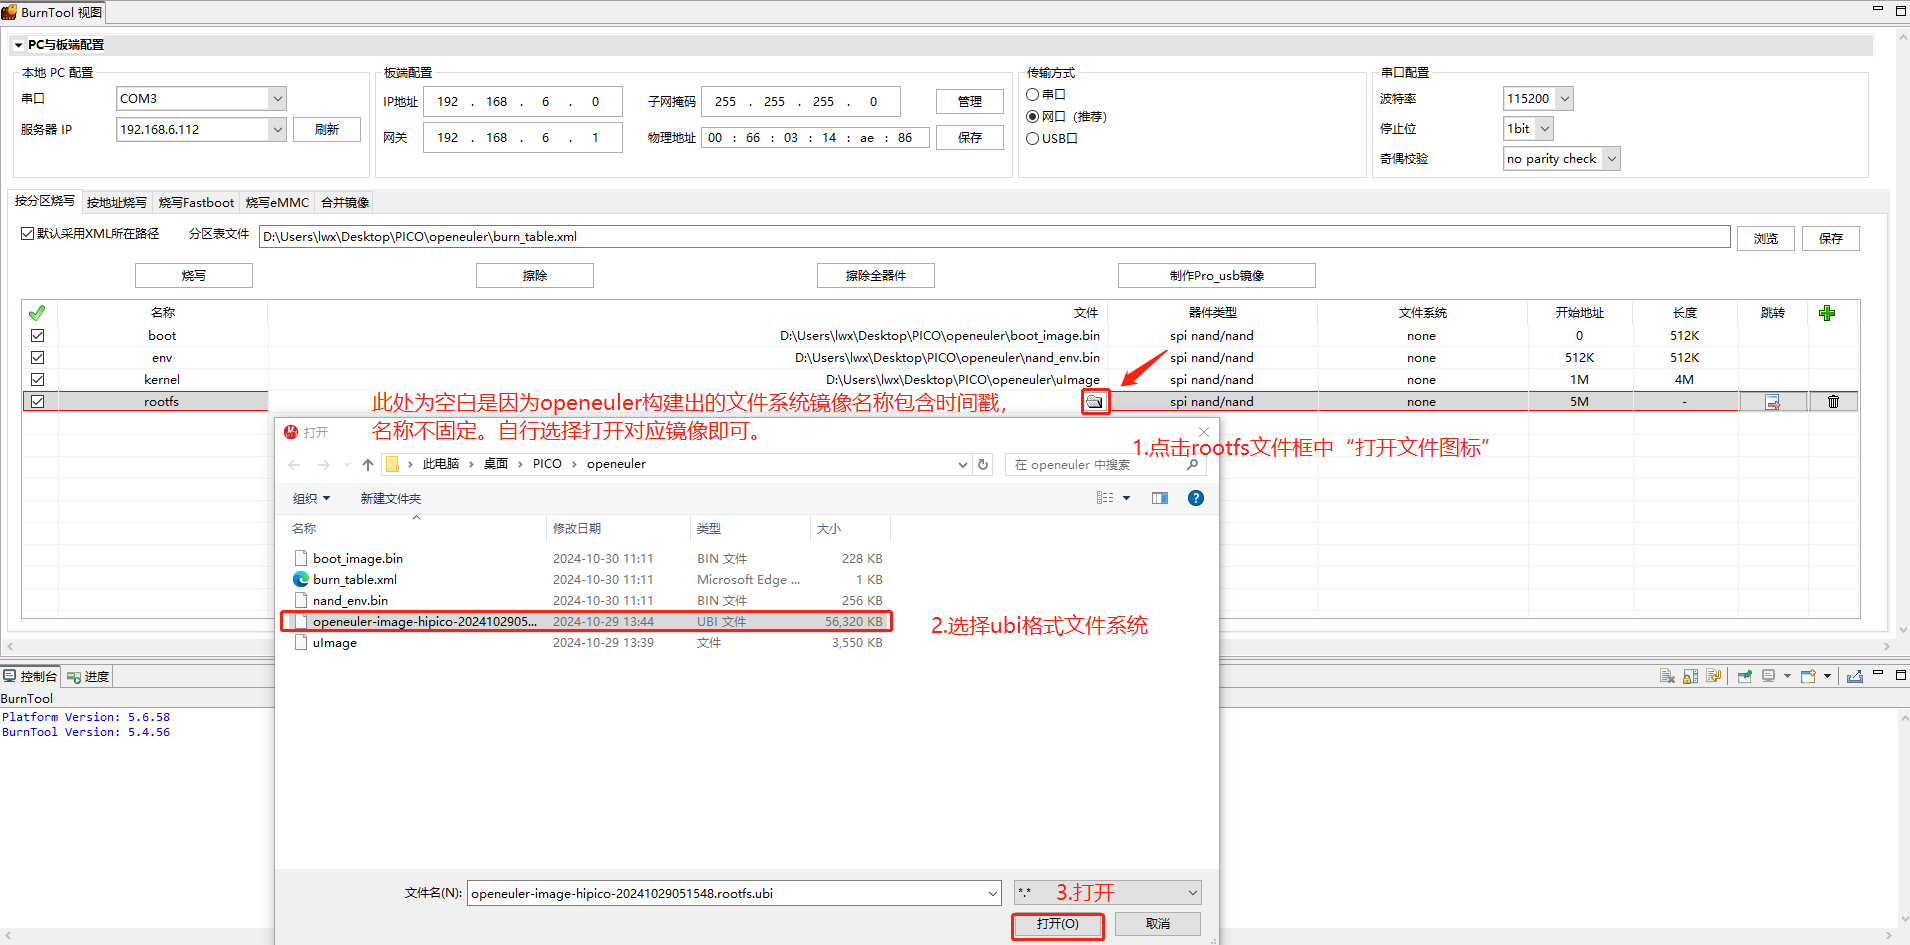 BurnTool 视图
PC与板端配置
本地 PC 配置
串口
COM3
服务器 IP
192.168.6.112
刷新
板端配置
IP地址
192 . 168 . 6 . 0
子网掩码
255 . 255 . 255 . 0
管理
网关
192 . 168 . 6 . 1
物理地址
00 : 66 : 03 : 14 : ae : 86
保存
传输方式
串口
网口（推荐）
USB口
串口配置
波特率
115200
停止位
1bit
奇偶校验
no parity check
按分区烧写 按地址烧写 烧写Fastboot 烧写eMMC 合并镜像
默认采用XML所在路径
分区表文件
D:\Users\lwx\Desktop\PICO\openeuler\burn_table.xml
浏览
保存
烧写
擦除
擦除全器件
制作Pro_usb镜像
名称 文件 器件类型 文件系统 开始地址 长度 跳转
boot D:\Users\lwx\Desktop\PICO\openeuler\boot_image.bin spi nand/nand none 0 512K
env D:\Users\lwx\Desktop\PICO\openeuler\nand_env.bin spi nand/nand none 512K 512K
kernel D:\Users\lwx\Desktop\PICO\openeuler\uImage spi nand/nand none 1M 4M
rootfs spi nand/nand none 5M -
此处为空白是因为openeuler构建出的文件系统镜像名称包含时间戳，
名称不固定。自行选择打开对应镜像即可。
1.点击rootfs文件框中“打开文件图标”
打开
此电脑 › 桌面 › PICO › openeuler
在 openeuler 中搜索
组织
新建文件夹
名称 修改日期 类型 大小
boot_image.bin 2024-10-30 11:11 BIN 文件 228 KB
burn_table.xml 2024-10-30 11:11 Microsoft Edge ... 1 KB
nand_env.bin 2024-10-30 11:11 BIN 文件 256 KB
openeuler-image-hipico-2024102905... 2024-10-29 13:44 UBI 文件 56,320 KB
uImage 2024-10-29 13:39 文件 3,550 KB
2.选择ubi格式文件系统
控制台
进度
BurnTool
Platform Version: 5.6.58
BurnTool Version: 5.4.56
文件名(N):
openeuler-image-hipico-20241029051548.rootfs.ubi
*.*
3.打开
打开(O)
取消